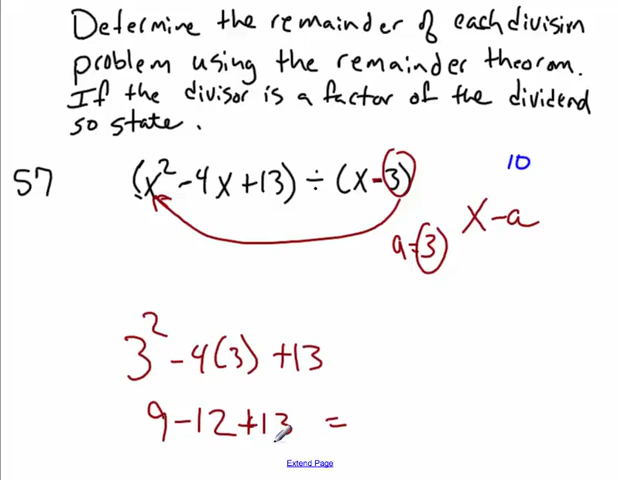 Determine the remainder of each division
problem using the remainder theorem.
If the divisor is a factor of the dividend
so state.
57 (x² - 4x + 13) ÷ (x - 3)
10
x - a
a = 3
3² - 4(3) + 13
9 - 12 + 13 =
Extend Page